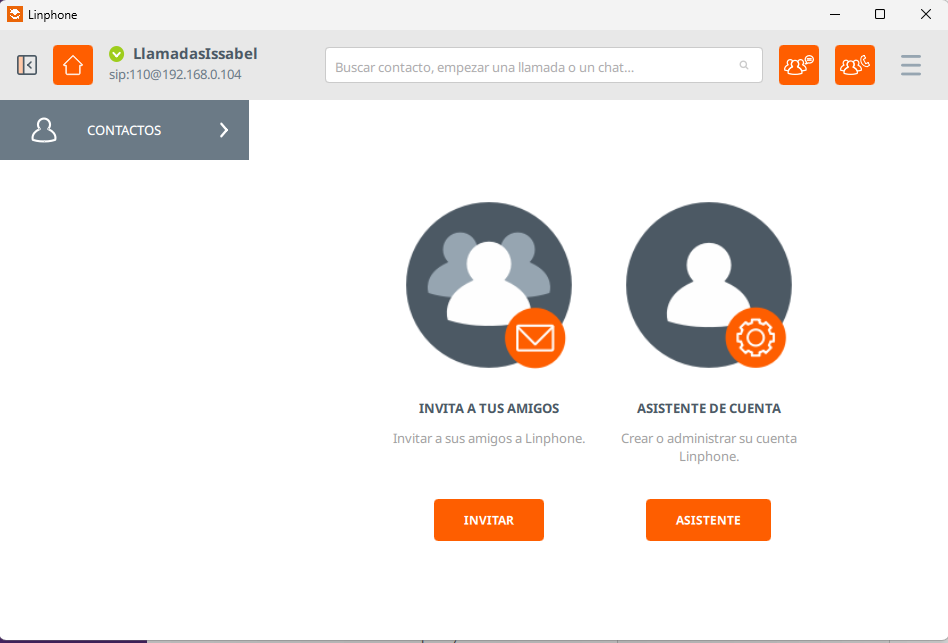 Linphone
LlamadasIssabel
sip:110@192.168.0.104
Buscar contacto, empezar una llamada o un chat...
CONTACTOS
INVITA A TUS AMIGOS
Invitar a sus amigos a Linphone.
INVITAR
ASISTENTE DE CUENTA
Crear o administrar su cuenta
Linphone.
ASISTENTE